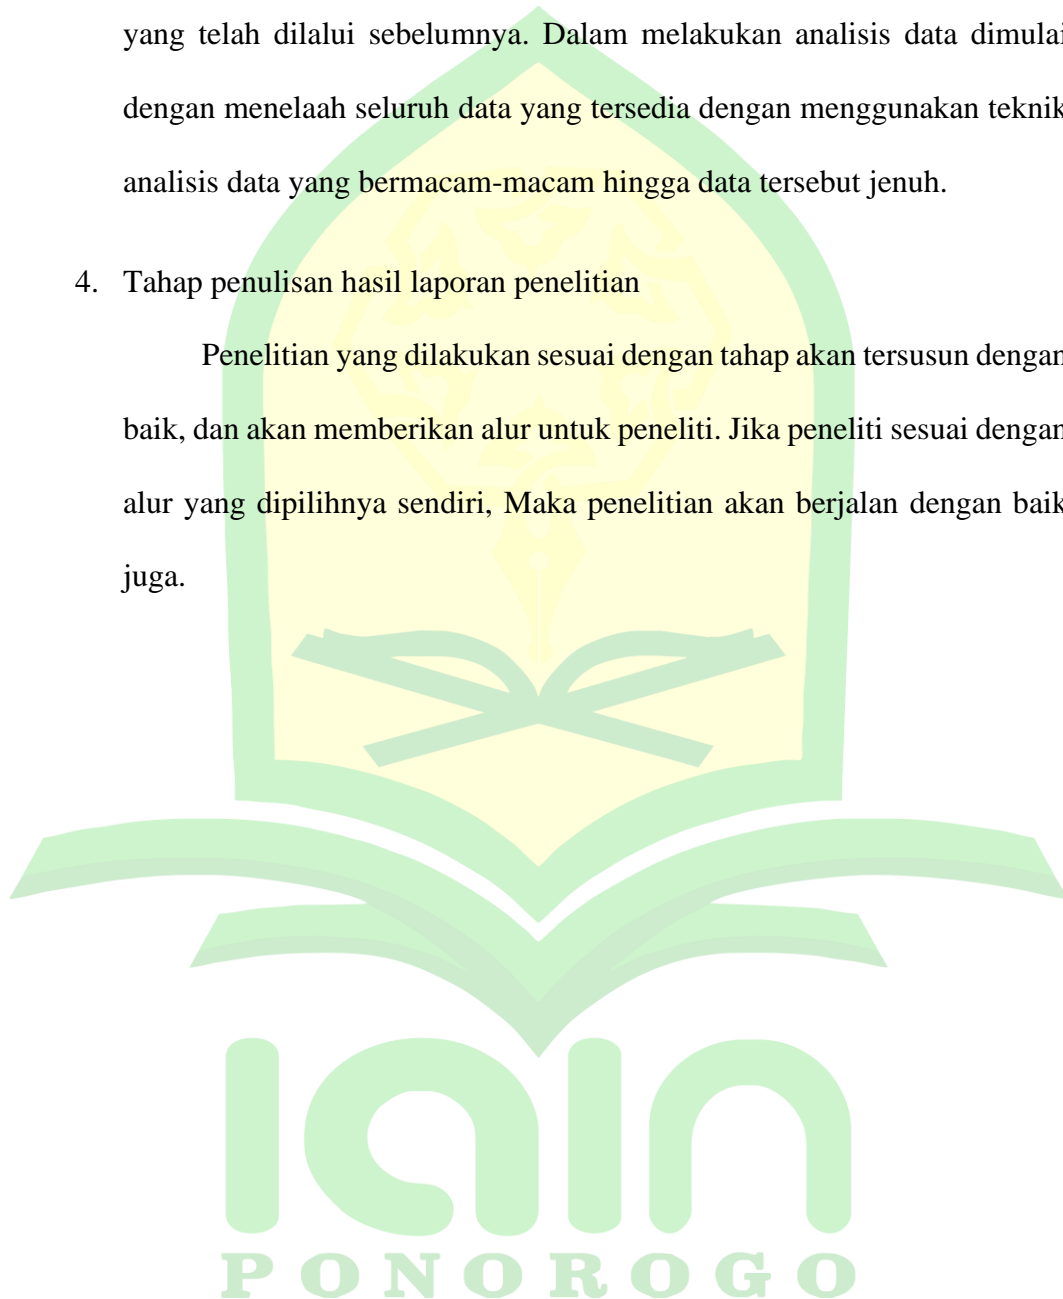 yang telah dilalui sebelumnya. Dalam melakukan analisis data dimulai
dengan menelaah seluruh data yang tersedia dengan menggunakan teknik
analisis data yang bermacam-macam hingga data tersebut jenuh.
4. Tahap penulisan hasil laporan penelitian
Penelitian yang dilakukan sesuai dengan tahap akan tersusun dengan
baik, dan akan memberikan alur untuk peneliti. Jika peneliti sesuai dengan
alur yang dipilihnya sendiri, Maka penelitian akan berjalan dengan baik
juga.
IAIN
PONOROGO